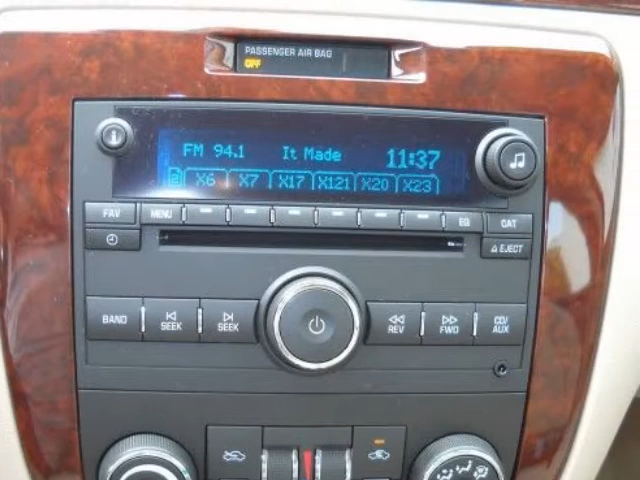 PASSENGER AIR BAG
OFF
FM 94.1 It Made 11:37
2 X6 X7 X17 X121 X20 X23
FAV MENU EQ CAT
EJECT
BAND SEEK SEEK REV FWD CD/AUX